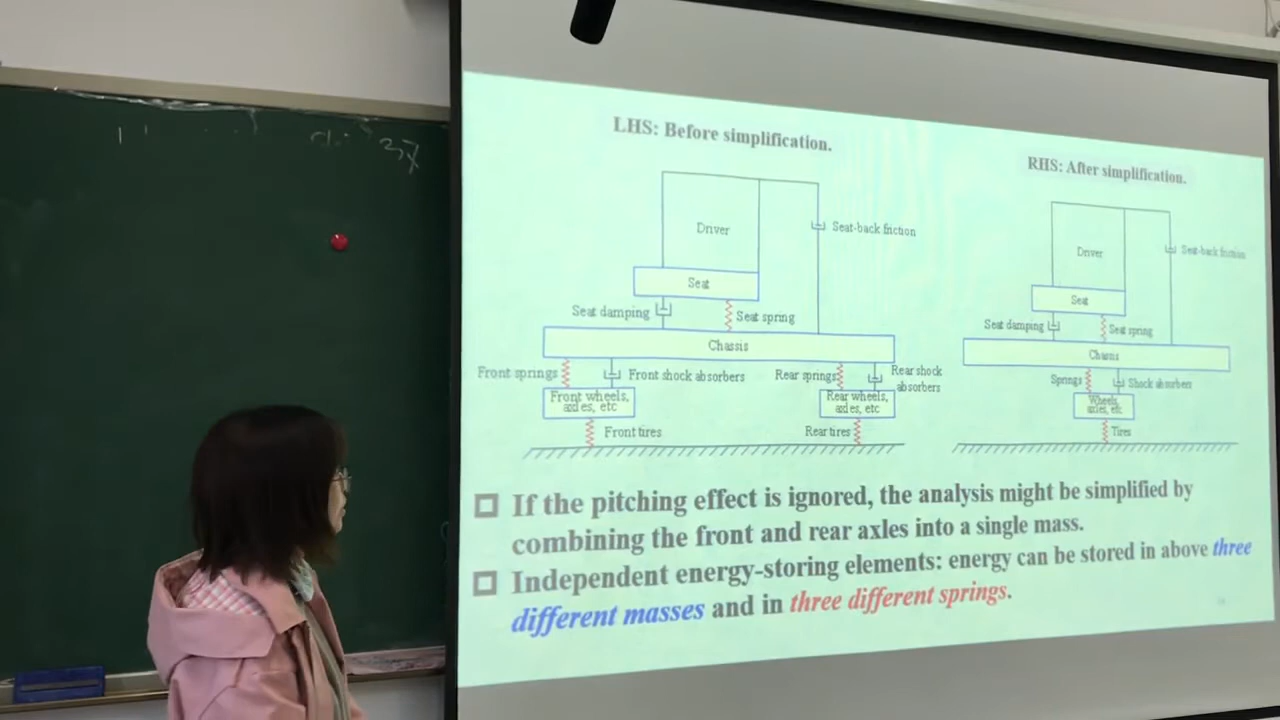 LHS: Before simplification.
RHS: After simplification.
Driver
Seat-back friction
Seat
Seat damping
Seat spring
Chassis
Front springs
Front shock absorbers
Rear springs
Rear shock
absorbers
Front wheels,
axles, etc
Rear wheels,
axles, etc
Front tires
Rear tires
Driver
Seat-back friction
Seat
Seat damping
Seat spring
Chassis
Springs
Shock absorbers
Wheels,
axles, etc
Tires
If the pitching effect is ignored, the analysis might be simplified by
combining the front and rear axles into a single mass.
Independent energy-storing elements: energy can be stored in above three
different masses and in three different springs.